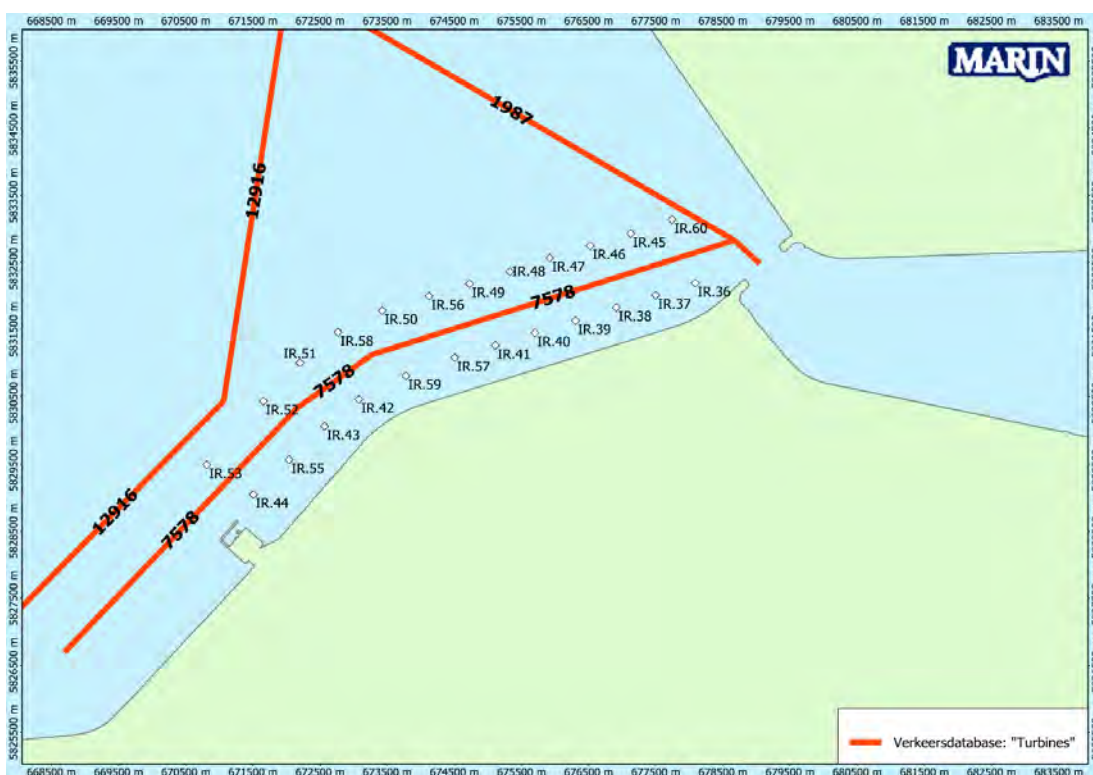 668500 m 669500 m 670500 m 671500 m 672500 m 673500 m 674500 m 675500 m 676500 m 677500 m 678500 m 679500 m 680500 m 681500 m 682500 m 683500 m
5835500 m
5834500 m
5833500 m
5832500 m
5831500 m
5830500 m
5829500 m
5828500 m
5827500 m
5826500 m
5825500 m
MARIN
1987
12916
IR.60
IR.45
IR.46
IR.47
IR.48
IR.49
IR.36
IR.56
7578
IR.37
IR.50
IR.38
IR.58
IR.39
IR.40
IR.51
IR.41
IR.57
7578
IR.59
IR.52
IR.42
IR.43
IR.53
IR.55
IR.44
12916
7578
Verkeersdatabase: "Turbines"
668500 m 669500 m 670500 m 671500 m 672500 m 673500 m 674500 m 675500 m 676500 m 677500 m 678500 m 679500 m 680500 m 681500 m 682500 m 683500 m